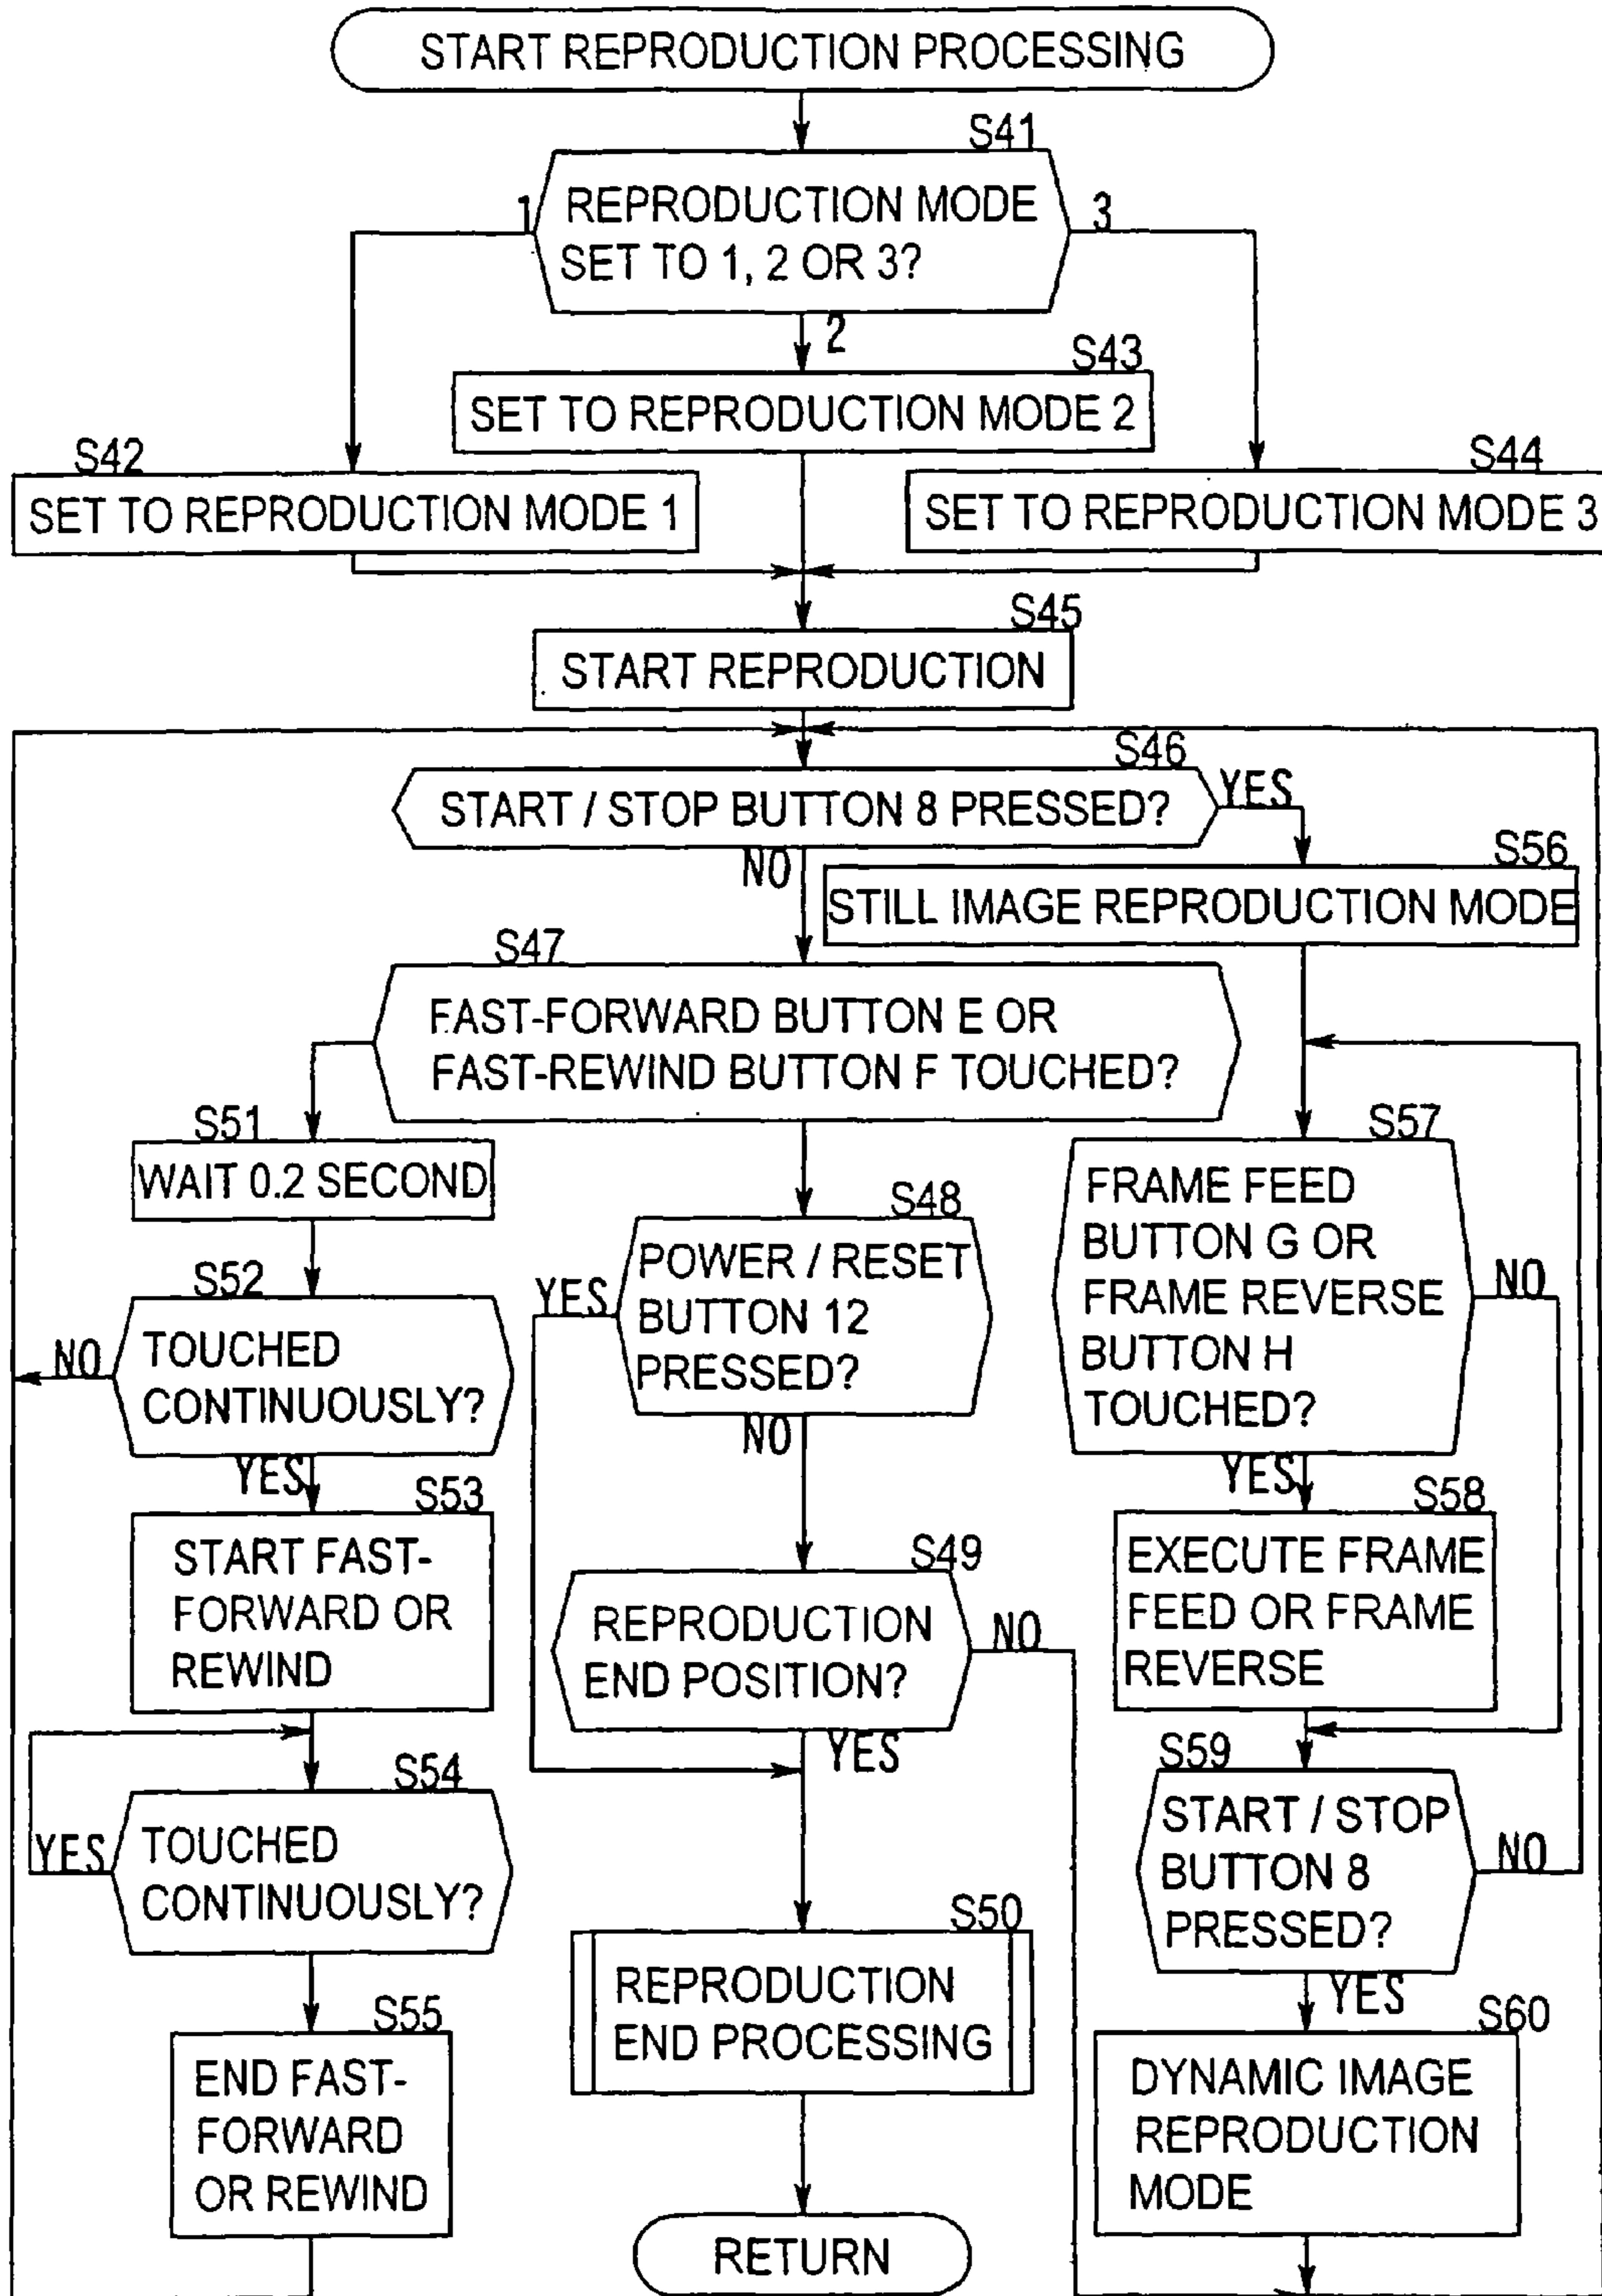 START REPRODUCTION PROCESSING
S41
REPRODUCTION MODE
SET TO 1, 2 OR 3?
1
3
2
S43
SET TO REPRODUCTION MODE 2
S42
SET TO REPRODUCTION MODE 1
S44
SET TO REPRODUCTION MODE 3
S45
START REPRODUCTION
S46
START / STOP BUTTON 8 PRESSED?
YES
NO
S56
STILL IMAGE REPRODUCTION MODE
S47
FAST-FORWARD BUTTON E OR
FAST-REWIND BUTTON F TOUCHED?
S51
WAIT 0.2 SECOND
S52
TOUCHED
CONTINUOUSLY?
NO
YES
S53
START FAST-
FORWARD OR
REWIND
S54
TOUCHED
CONTINUOUSLY?
YES
S55
END FAST-
FORWARD
OR REWIND
S48
POWER / RESET
BUTTON 12
PRESSED?
YES
NO
S49
REPRODUCTION
END POSITION?
NO
YES
S50
REPRODUCTION
END PROCESSING
RETURN
S57
FRAME FEED
BUTTON G OR
FRAME REVERSE
BUTTON H
TOUCHED?
NO
YES
S58
EXECUTE FRAME
FEED OR FRAME
REVERSE
S59
START / STOP
BUTTON 8
PRESSED?
NO
YES
S60
DYNAMIC IMAGE
REPRODUCTION
MODE